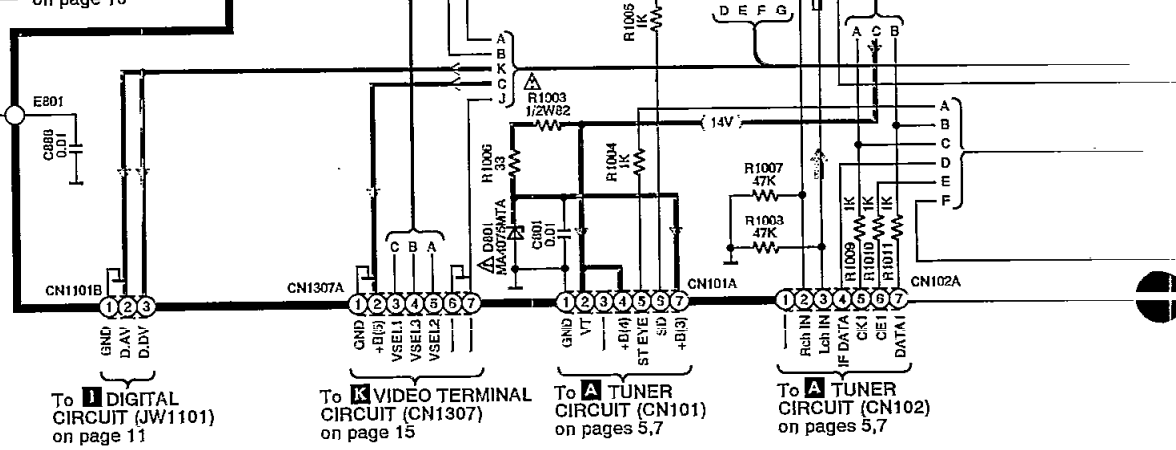 D E F G
A C B
R1005
1K
A
B
K
C
J
E801
C888
0.01
R1003
1/2W82
14V
R1006
33
R1004
1K
R1007
47K
R1008
47K
A
B
C
D
E
F
D801
MA4075MTA
C801
0.01
C B A
R1009 1K
R1010 1K
R1011 1K
CN1101B
CN1307A
CN101A
CN102A
1 2 3
1 2 3 4 5 6 7
1 2 3 4 5 6 7
1 2 3 4 5 6 7
GND
D.AV
D.DV
GND
+B(5)
VSEL1
VSEL3
VSEL2
GND
VT
+B(4)
ST EYE
SD
+B(3)
Rch IN
Lch IN
IF DATA
CK1
CE1
DATA1
To I DIGITAL
CIRCUIT (JW1101)
on page 11
To K VIDEO TERMINAL
CIRCUIT (CN1307)
on page 15
To A TUNER
CIRCUIT (CN101)
on pages 5,7
To A TUNER
CIRCUIT (CN102)
on pages 5,7